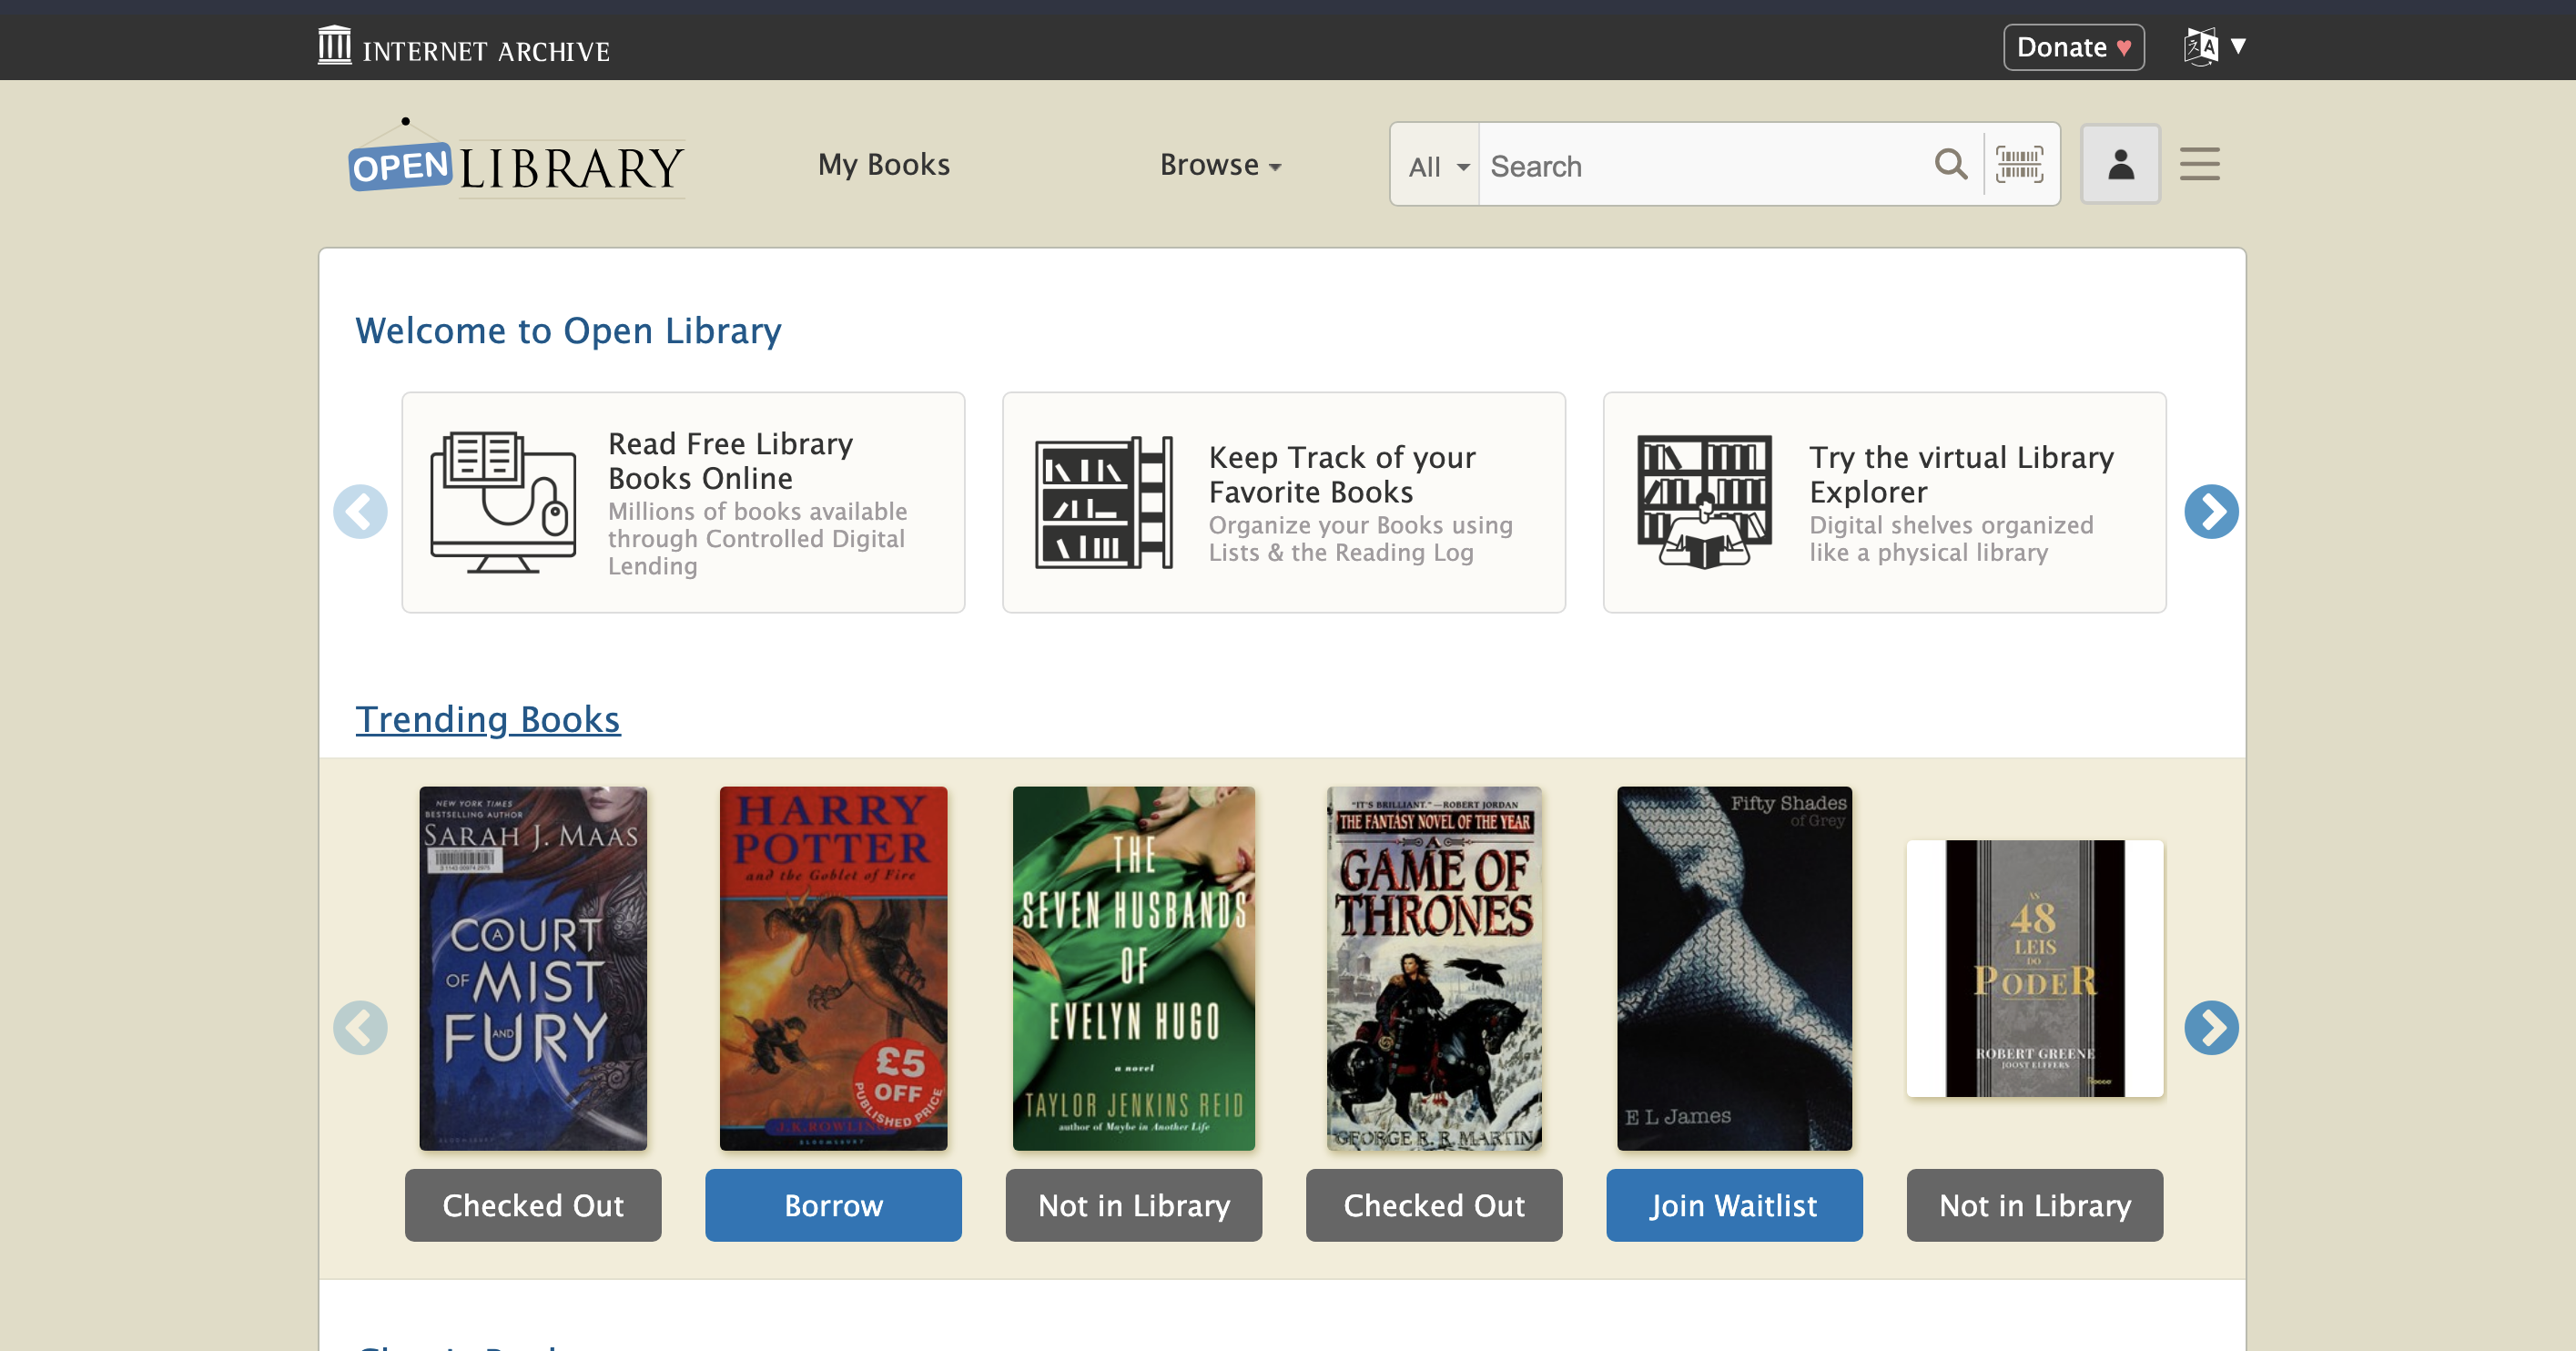 INTERNET ARCHIVE
Donate ♥
A ▼
OPEN LIBRARY
My Books
Browse
All
Search
Welcome to Open Library
Read Free Library
Books Online
Millions of books available
through Controlled Digital
Lending
Keep Track of your
Favorite Books
Organize your Books using
Lists & the Reading Log
Try the virtual Library
Explorer
Digital shelves organized
like a physical library
Trending Books
NEW YORK TIMES
BESTSELLING AUTHOR
SARAH J. MAAS
A
COURT
OF MIST
AND
FURY
BLOOMSBURY
HARRY
POTTER
and the Goblet of Fire
£5
OFF
PUBLISHED PRICE
J.K.ROWLING
BLOOMSBURY
THE
SEVEN HUSBANDS
OF
EVELYN HUGO
a novel
TAYLOR JENKINS REID
author of Maybe in Another Life
"IT'S BRILLIANT."—ROBERT JORDAN
THE FANTASY NOVEL OF THE YEAR
A
GAME OF
THRONES
GEORGE R. R. MARTIN
Fifty Shades
of Grey
E L James
AS
48
LEIS
DO
PODER
ROBERT GREENE
JOOST ELFFERS
Rocco
Checked Out
Borrow
Not in Library
Checked Out
Join Waitlist
Not in Library